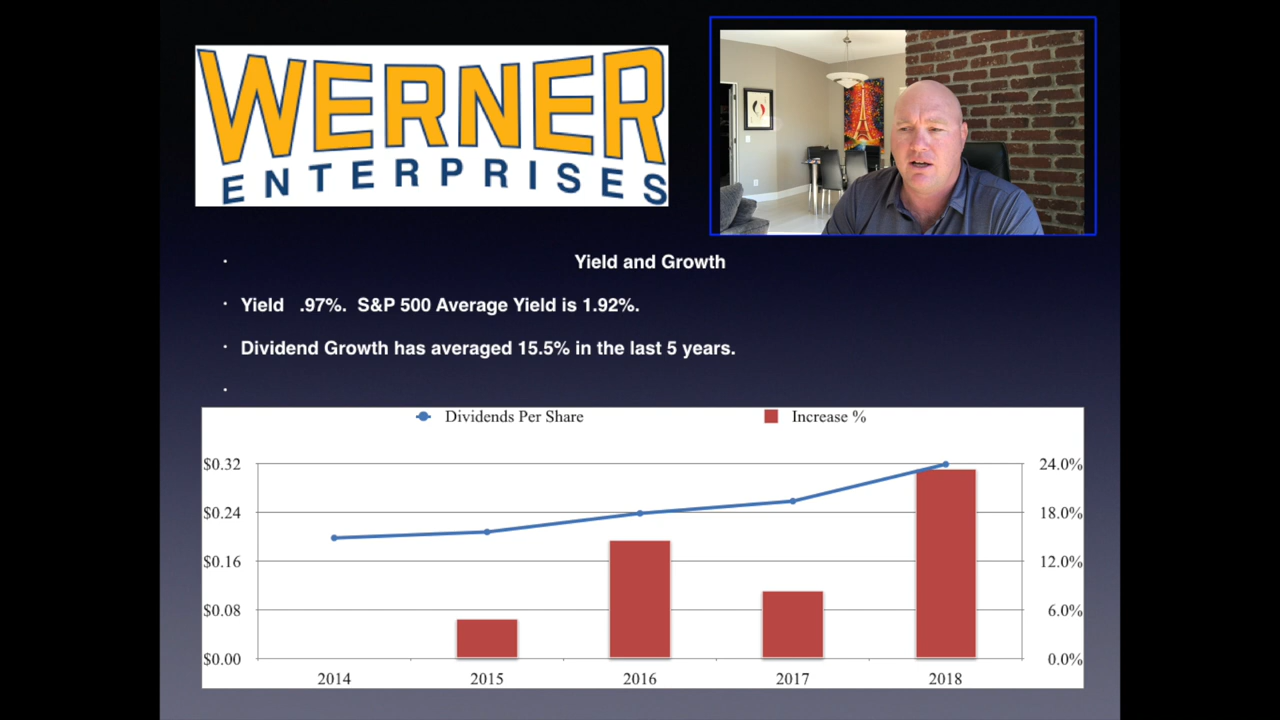 WERNER
ENTERPRISES
· Yield and Growth
· Yield .97%. S&P 500 Average Yield is 1.92%.
· Dividend Growth has averaged 15.5% in the last 5 years.
·
Dividends Per Share Increase %
$0.32 24.0%
$0.24 18.0%
$0.16 12.0%
$0.08 6.0%
$0.00 0.0%
2014 2015 2016 2017 2018